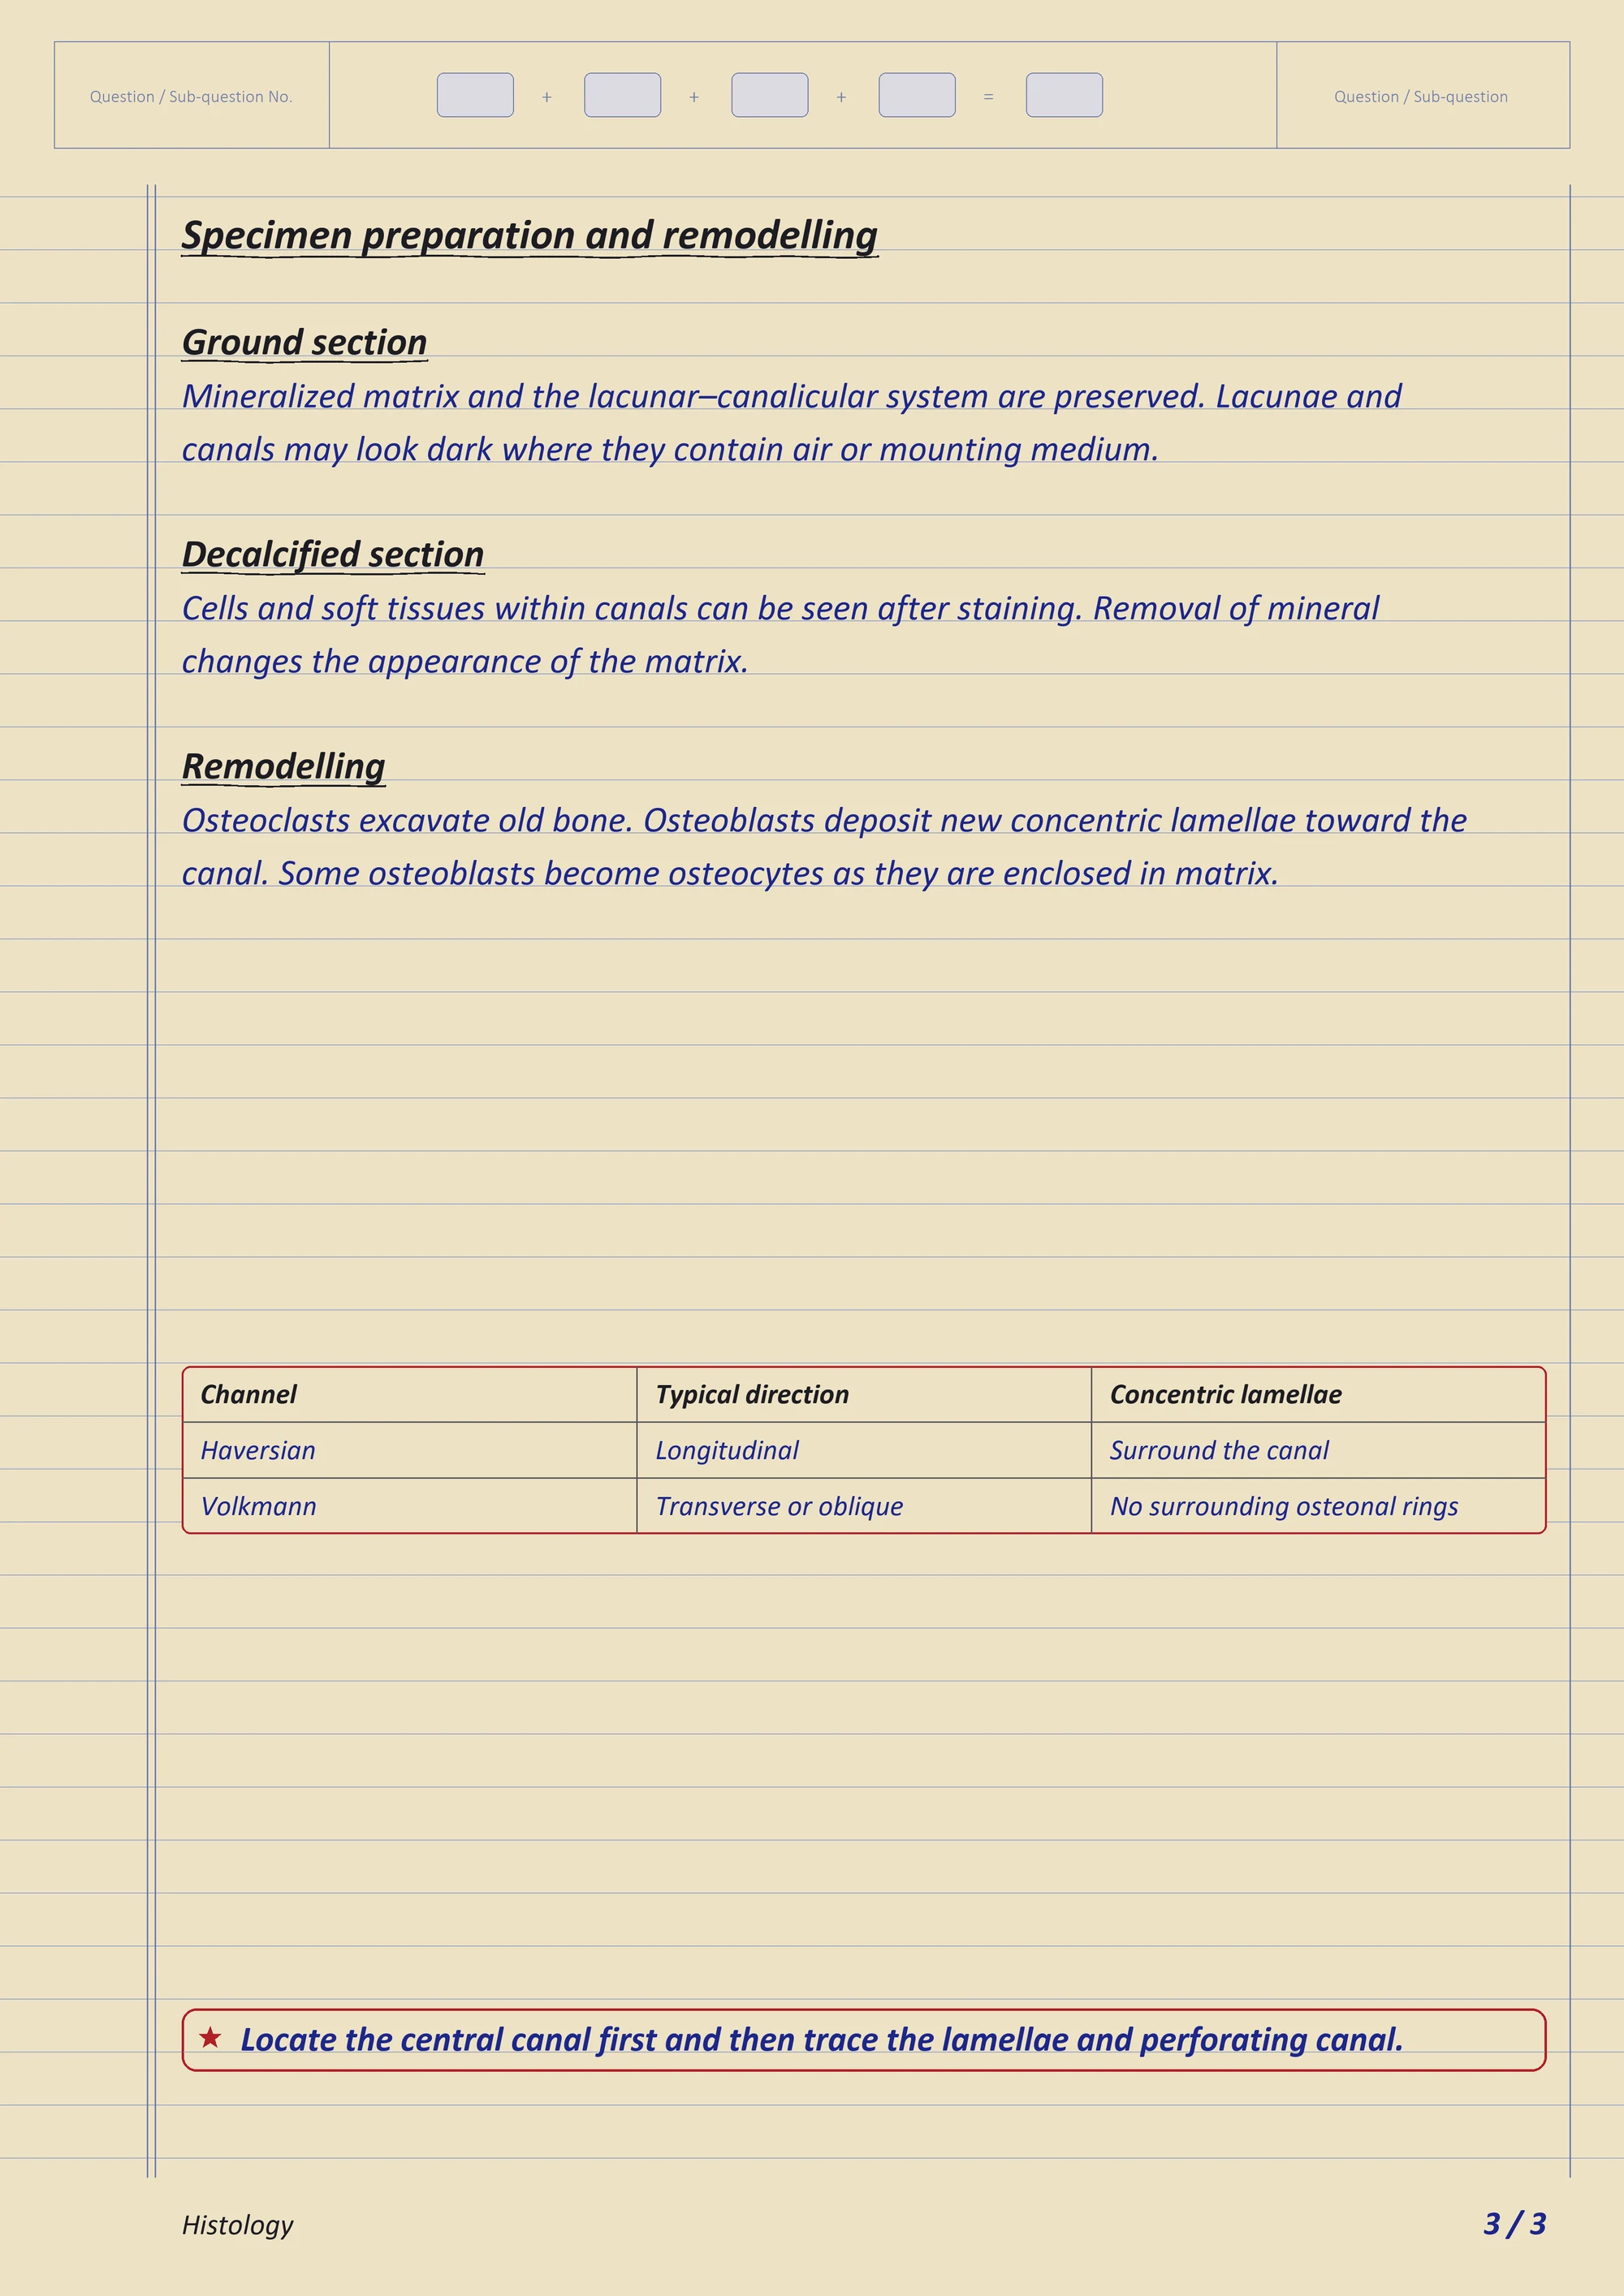 Question / Sub-question No.
+ + + =
Question / Sub-question
Specimen preparation and remodelling
Ground section
Mineralized matrix and the lacunar–canalicular system are preserved. Lacunae and
canals may look dark where they contain air or mounting medium.
Decalcified section
Cells and soft tissues within canals can be seen after staining. Removal of mineral
changes the appearance of the matrix.
Remodelling
Osteoclasts excavate old bone. Osteoblasts deposit new concentric lamellae toward the
canal. Some osteoblasts become osteocytes as they are enclosed in matrix.
Channel Typical direction Concentric lamellae
Haversian Longitudinal Surround the canal
Volkmann Transverse or oblique No surrounding osteonal rings
★ Locate the central canal first and then trace the lamellae and perforating canal.
Histology
3 / 3